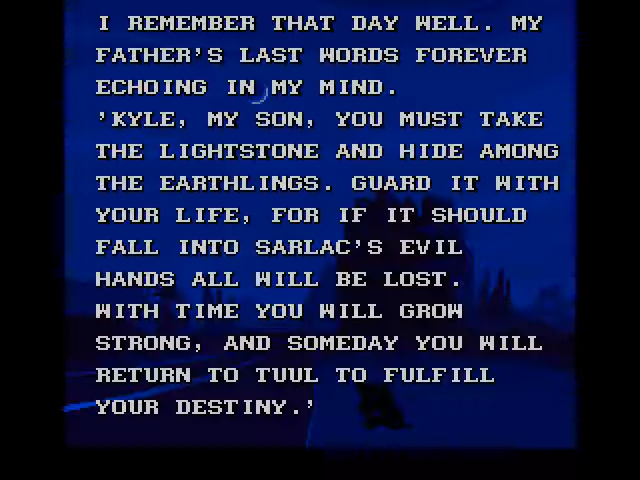 I REMEMBER THAT DAY WELL. MY
FATHER'S LAST WORDS FOREVER
ECHOING IN MY MIND.
'KYLE, MY SON, YOU MUST TAKE
THE LIGHTSTONE AND HIDE AMONG
THE EARTHLINGS. GUARD IT WITH
YOUR LIFE, FOR IF IT SHOULD
FALL INTO SARLAC'S EVIL
HANDS ALL WILL BE LOST.
WITH TIME YOU WILL GROW
STRONG, AND SOMEDAY YOU WILL
RETURN TO TUUL TO FULFILL
YOUR DESTINY.'